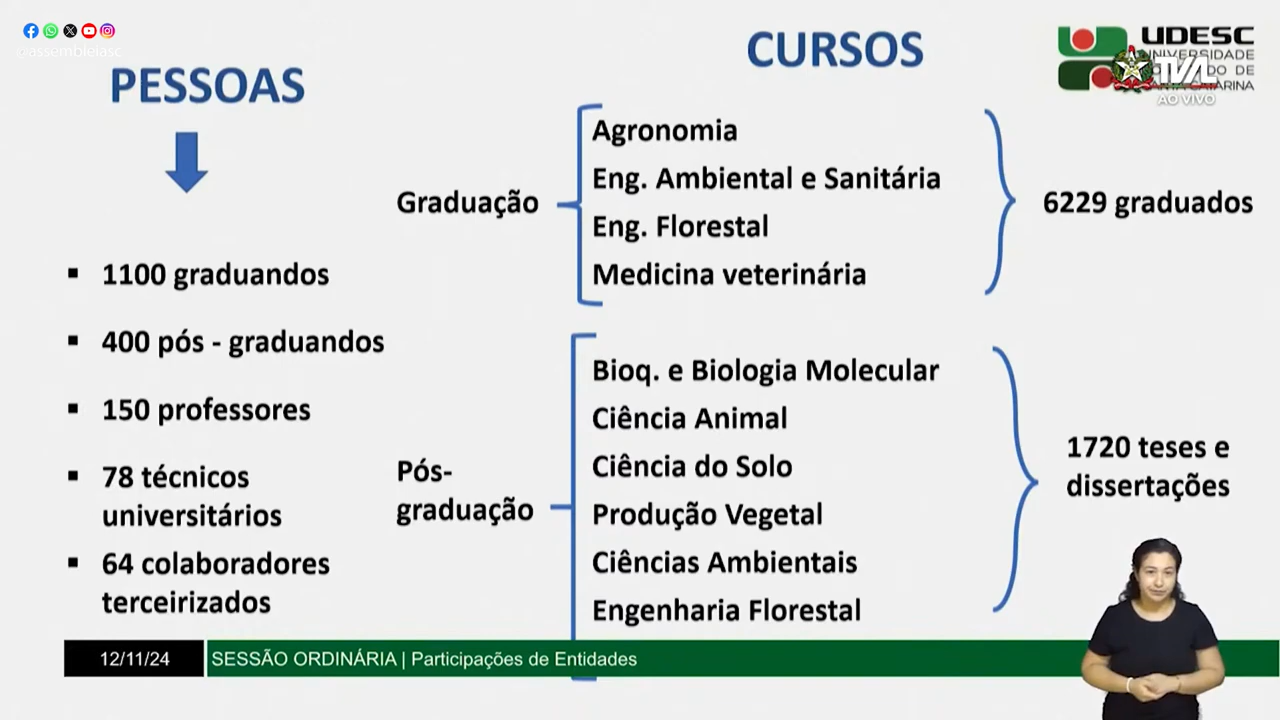 @assembleiasc
PESSOAS
1100 graduandos
400 pós - graduandos
150 professores
78 técnicos
universitários
64 colaboradores
terceirizados
CURSOS
Graduação
Agronomia
Eng. Ambiental e Sanitária
Eng. Florestal
Medicina veterinária
6229 graduados
Pós-
graduação
Bioq. e Biologia Molecular
Ciência Animal
Ciência do Solo
Produção Vegetal
Ciências Ambientais
Engenharia Florestal
1720 teses e
dissertações
UDESC
UNIVERSIDADE
DE
TVAL
AO VIVO
12/11/24
SESSÃO ORDINÁRIA | Participações de Entidades